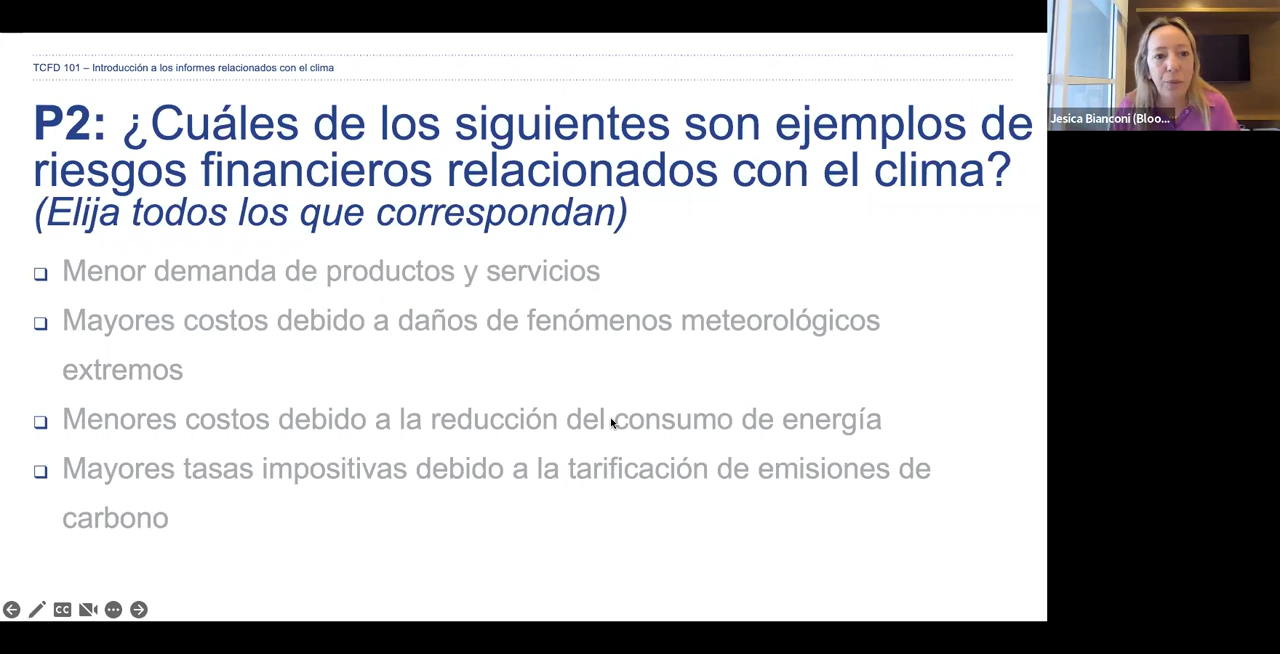 TCFD 101 – Introducción a los informes relacionados con el clima
P2: ¿Cuáles de los siguientes son ejemplos de
riesgos financieros relacionados con el clima?
(Elija todos los que correspondan)
Menor demanda de productos y servicios
Mayores costos debido a daños de fenómenos meteorológicos
extremos
Menores costos debido a la reducción del consumo de energía
Mayores tasas impositivas debido a la tarificación de emisiones de
carbono
Jesica Bianconi (Bloo...
CC